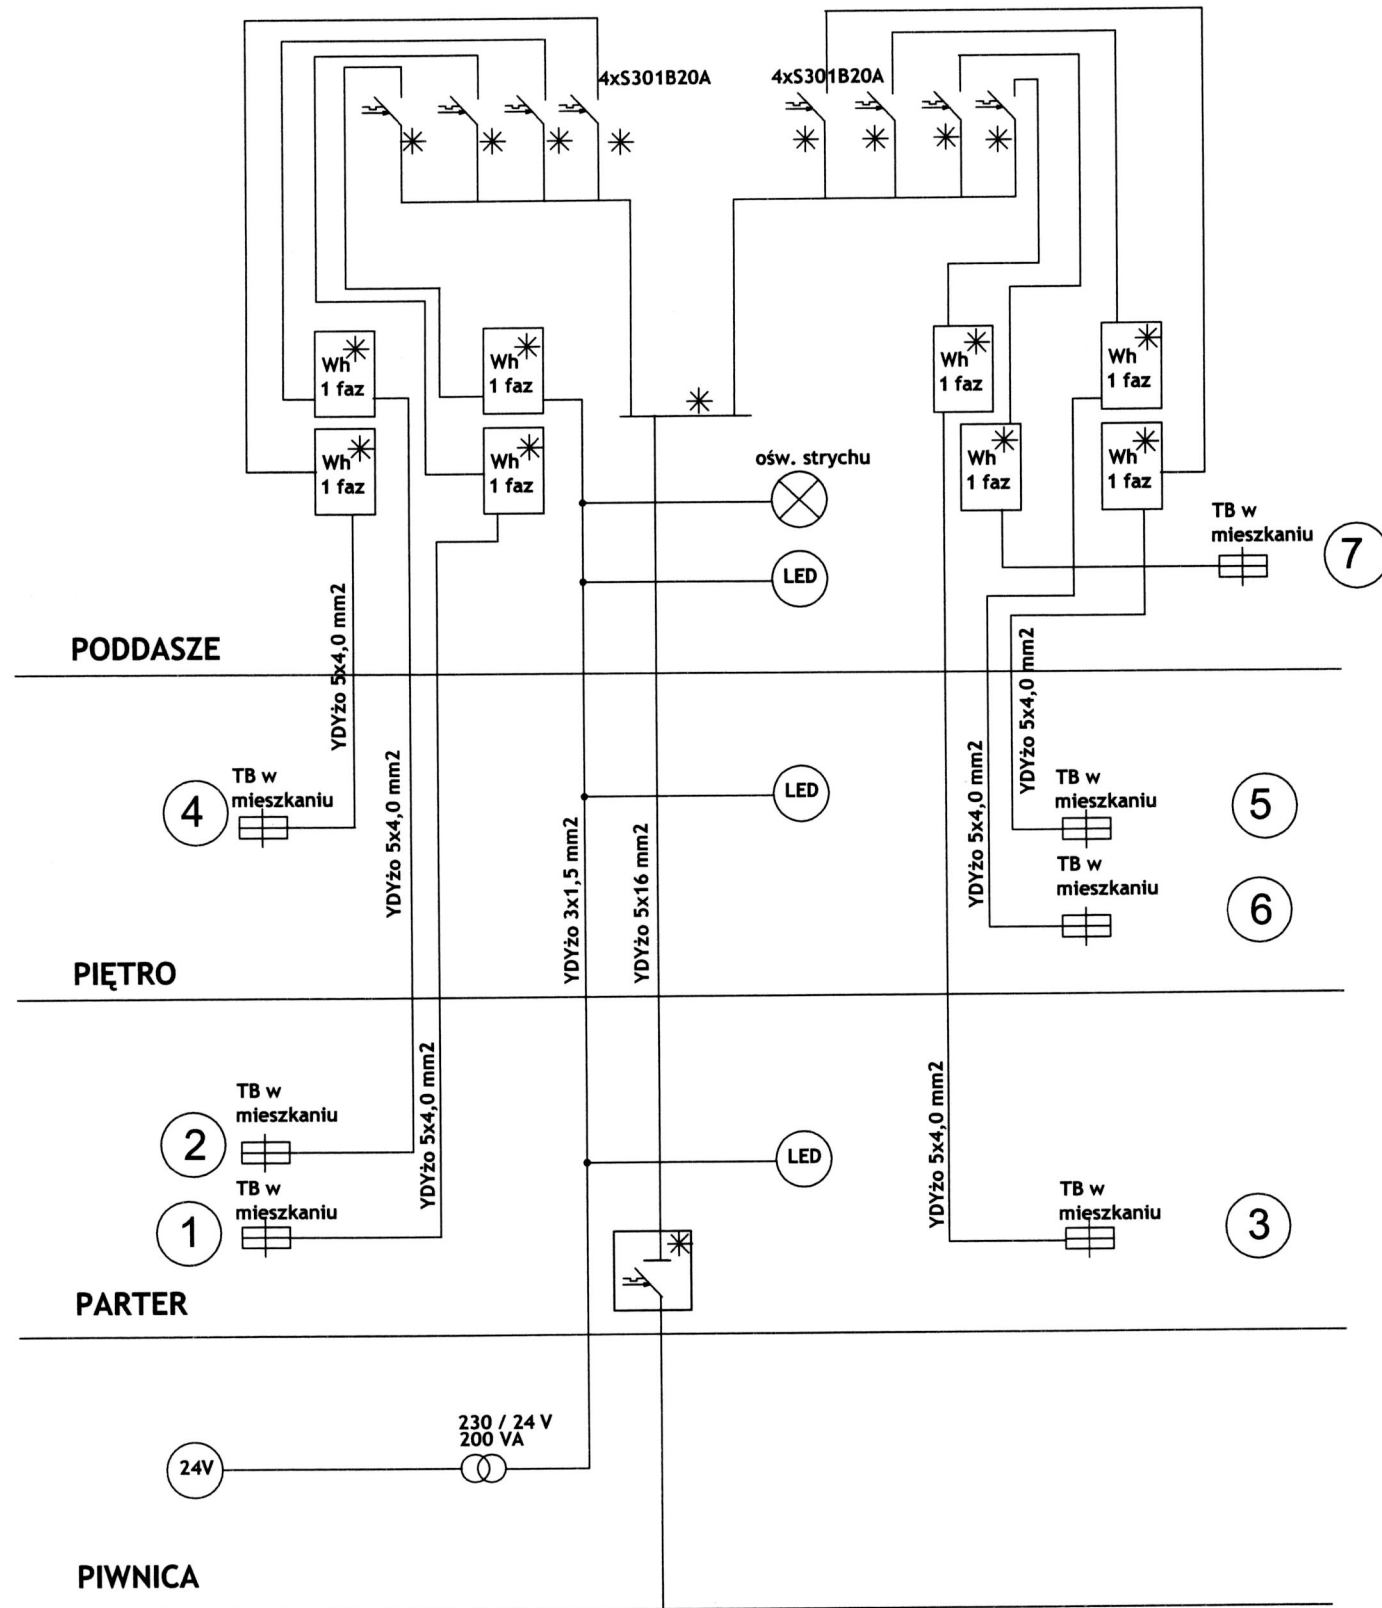 4xS301B20A
4xS301B20A
Wh
1 faz
Wh
1 faz
Wh
1 faz
Wh
1 faz
Wh
1 faz
Wh
1 faz
Wh
1 faz
Wh
1 faz
ośw. strychu
LED
TB w
mieszkaniu
7
YDYżo 5x4,0 mm2
PODDASZE
YDYżo 5x4,0 mm2
TB w
mieszkaniu
4
YDYżo 5x4,0 mm2
YDYżo 3x1,5 mm2
YDYżo 5x16 mm2
LED
YDYżo 5x4,0 mm2
TB w
mieszkaniu
5
TB w
mieszkaniu
6
PIĘTRO
TB w
mieszkaniu
2
TB w
mieszkaniu
1
YDYżo 5x4,0 mm2
LED
YDYżo 5x4,0 mm2
TB w
mieszkaniu
3
PARTER
230 / 24 V
200 VA
24V
PIWNICA